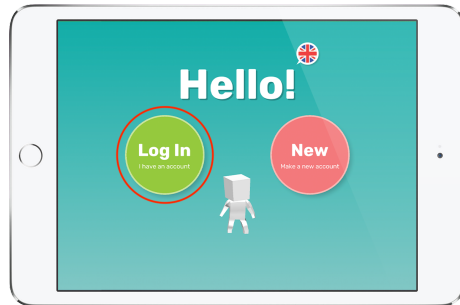 Hello!
Log In
I have an account
New
Make a new account